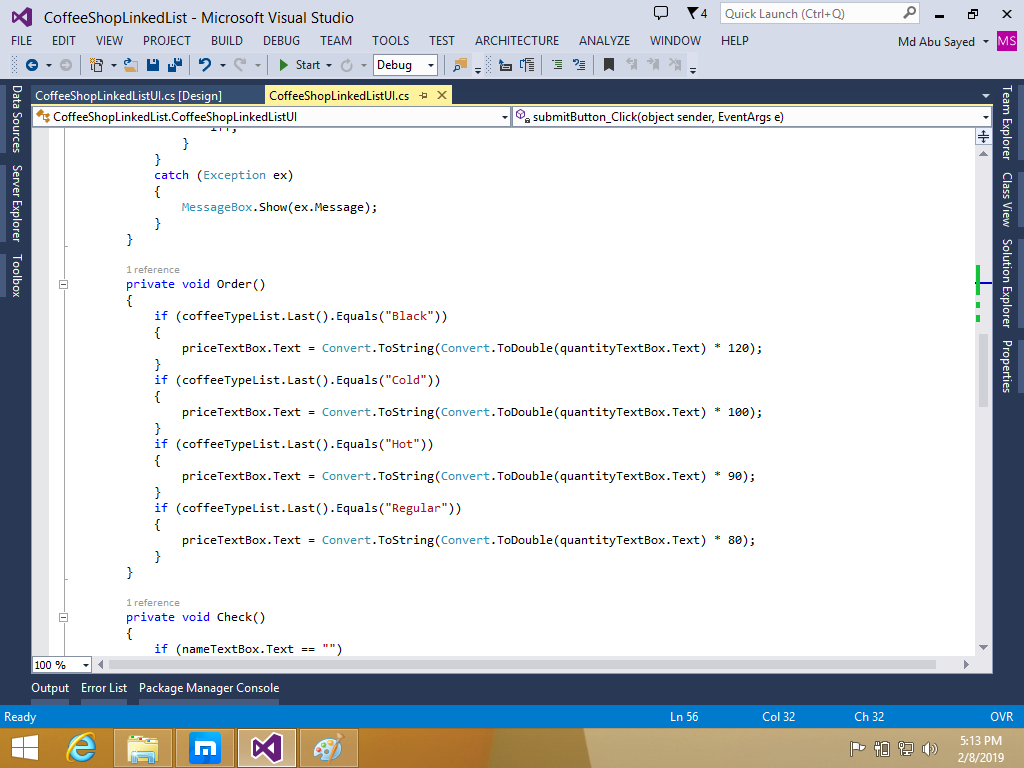 CoffeeShopLinkedList - Microsoft Visual Studio
4
Quick Launch (Ctrl+Q)
FILE EDIT VIEW PROJECT BUILD DEBUG TEAM TOOLS TEST ARCHITECTURE ANALYZE WINDOW HELP
Md Abu Sayed MS
Start Debug
CoffeeShopLinkedListUI.cs [Design] CoffeeShopLinkedListUI.cs
CoffeeShopLinkedList.CoffeeShopLinkedListUI submitButton_Click(object sender, EventArgs e)
Data Sources
Server Explorer
Toolbox
}
}
catch (Exception ex)
{
MessageBox.Show(ex.Message);
}
}
1 reference
private void Order()
{
if (coffeeTypeList.Last().Equals("Black"))
{
priceTextBox.Text = Convert.ToString(Convert.ToDouble(quantityTextBox.Text) * 120);
}
if (coffeeTypeList.Last().Equals("Cold"))
{
priceTextBox.Text = Convert.ToString(Convert.ToDouble(quantityTextBox.Text) * 100);
}
if (coffeeTypeList.Last().Equals("Hot"))
{
priceTextBox.Text = Convert.ToString(Convert.ToDouble(quantityTextBox.Text) * 90);
}
if (coffeeTypeList.Last().Equals("Regular"))
{
priceTextBox.Text = Convert.ToString(Convert.ToDouble(quantityTextBox.Text) * 80);
}
}
1 reference
private void Check()
{
if (nameTextBox.Text == "")
Team Explorer
Class View
Solution Explorer
Properties
100 %
Output Error List Package Manager Console
Ready Ln 56 Col 32 Ch 32 OVR
5:13 PM
2/8/2019